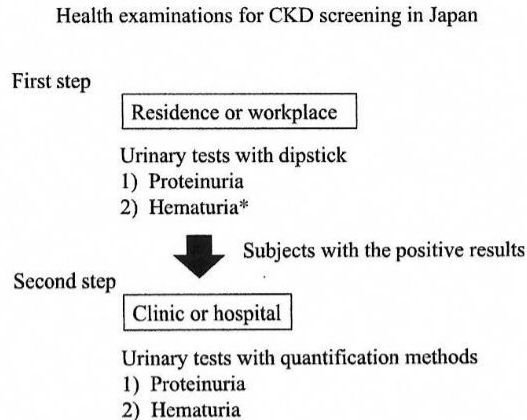 Health examinations for CKD screening in Japan
First step
Residence or workplace
Urinary tests with dipstick
1) Proteinuria
2) Hematuria*
Subjects with the positive results
Second step
Clinic or hospital
Urinary tests with quantification methods
1) Proteinuria
2) Hematuria